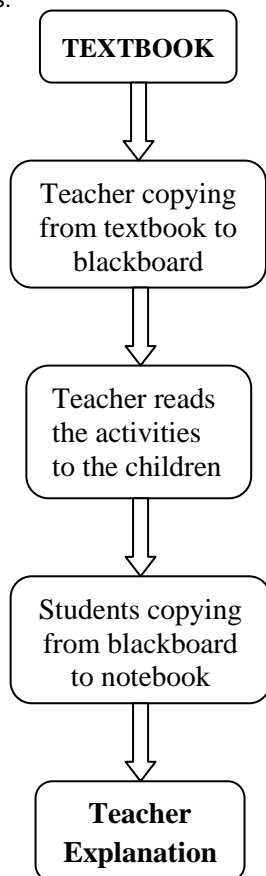 s.
TEXTBOOK
Teacher copying
from textbook to
blackboard
Teacher reads
the activities
to the children
Students copying
from blackboard
to notebook
Teacher
Explanation